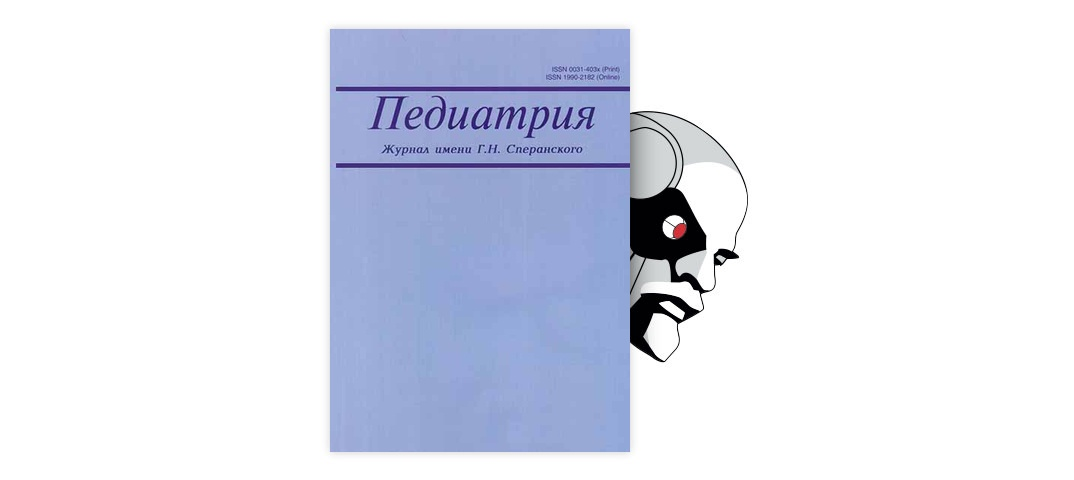 ISSN 0031-403x (Print)
ISSN 1990-2182 (Online)
Педиатрия
Журнал имени Г.Н. Сперанского